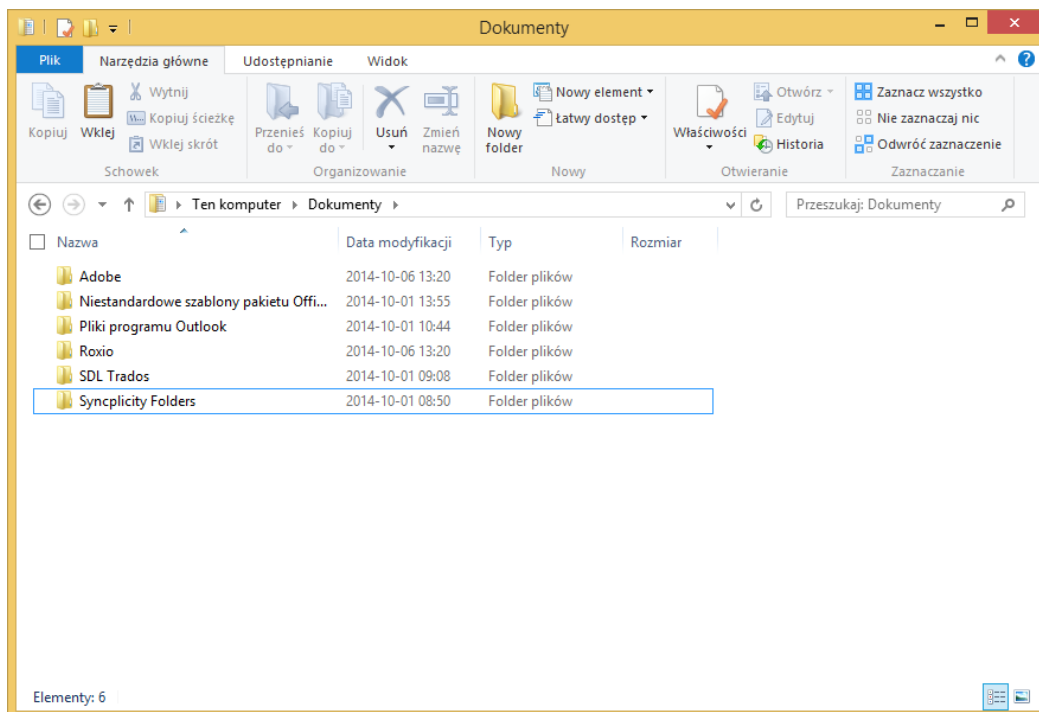 Dokumenty
Plik Narzędzia główne Udostępnianie Widok
Kopiuj
Wklej
Wytnij
Kopiuj ścieżkę
Wklej skrót
Schowek
Przenieś do
Kopiuj do
Usuń
Zmień nazwę
Organizowanie
Nowy folder
Nowy element
Łatwy dostęp
Nowy
Właściwości
Otwórz
Edytuj
Historia
Otwieranie
Zaznacz wszystko
Nie zaznaczaj nic
Odwróć zaznaczenie
Zaznaczanie
Ten komputer Dokumenty
Przeszukaj: Dokumenty
Nazwa Data modyfikacji Typ Rozmiar
Adobe 2014-10-06 13:20 Folder plików
Niestandardowe szablony pakietu Offi... 2014-10-01 13:55 Folder plików
Pliki programu Outlook 2014-10-01 10:44 Folder plików
Roxio 2014-10-06 13:20 Folder plików
SDL Trados 2014-10-01 09:08 Folder plików
Syncplicity Folders 2014-10-01 08:50 Folder plików
Elementy: 6